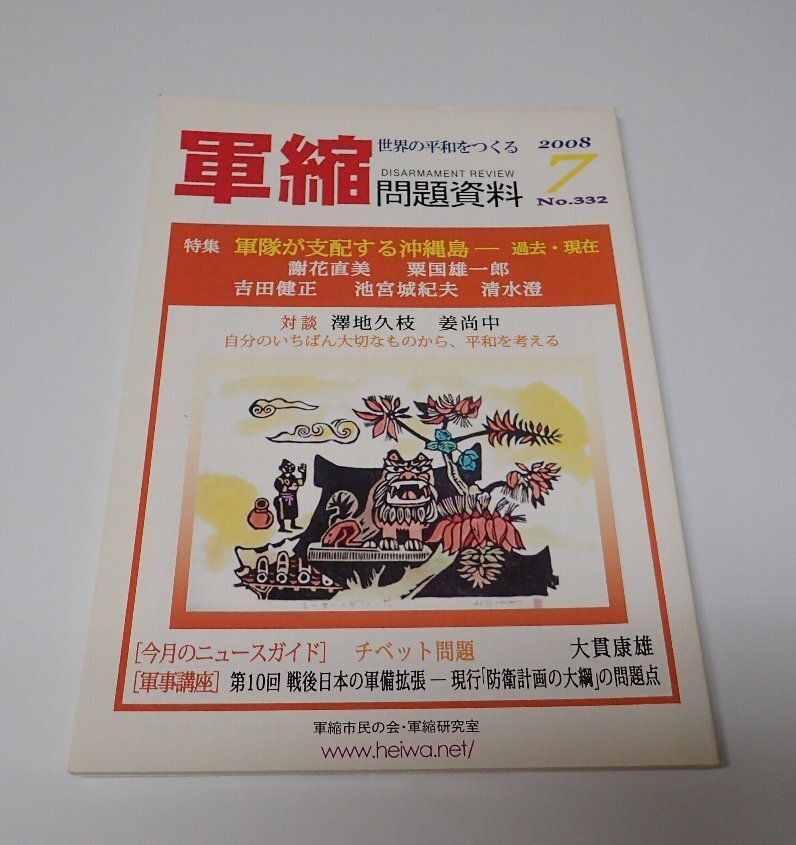 軍縮
世界の平和をつくる
DISARMAMENT REVIEW
問題資料
2008
7
No.332
特集 軍隊が支配する沖縄島 ― 過去・現在
謝花直美 粟国雄一郎
吉田健正 池宮城紀夫 清水澄
対談 澤地久枝 姜尚中
自分のいちばん大切なものから、平和を考える
[今月のニュースガイド] チベット問題 大貫康雄
[軍事講座] 第10回 戦後日本の軍備拡張 ― 現行「防衛計画の大綱」の問題点
軍縮市民の会・軍縮研究室
www.heiwa.net/